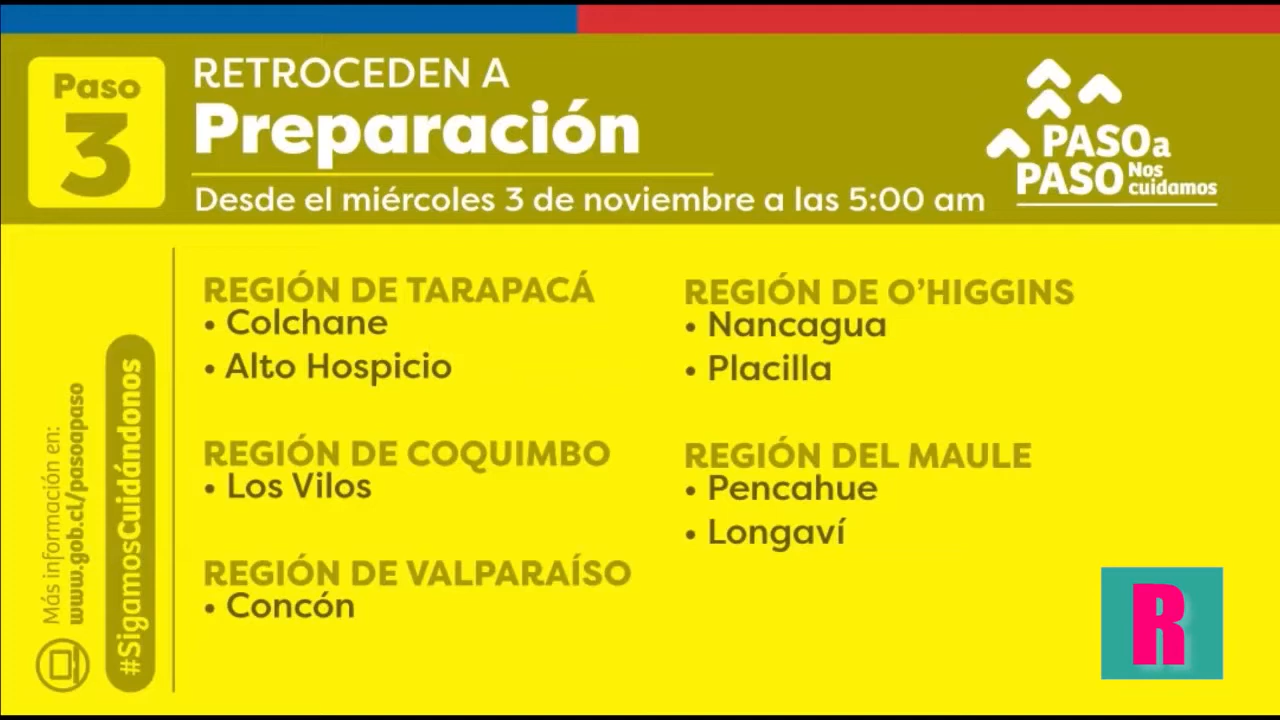 Paso
3
RETROCEDEN A
Preparación
Desde el miércoles 3 de noviembre a las 5:00 am
PASO a
PASO Nos
cuidamos
REGIÓN DE TARAPACÁ
• Colchane
• Alto Hospicio
REGIÓN DE COQUIMBO
• Los Vilos
REGIÓN DE VALPARAÍSO
• Concón
REGIÓN DE O'HIGGINS
• Nancagua
• Placilla
REGIÓN DEL MAULE
• Pencahue
• Longaví
Más información en:
www.gob.cl/pasoapaso
#SigamosCuidándonos
R